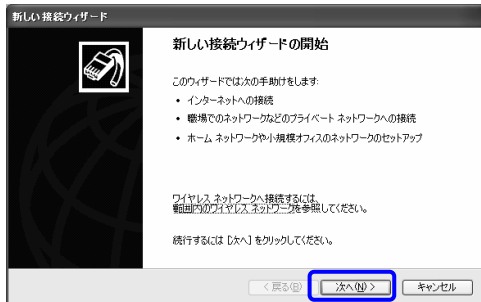 新しい接続ウィザード
新しい接続ウィザードの開始
このウィザードでは次の手助けをします:
• インターネットへの接続
• 職場でのネットワークなどのプライベート ネットワークへの接続
• ホーム ネットワークや小規模オフィスのネットワークのセットアップ
ワイヤレス ネットワークへ接続するには、
範囲内のワイヤレス ネットワークを参照してください。
続行するには [次へ] をクリックしてください。
< 戻る(B) 次へ(N) > キャンセル